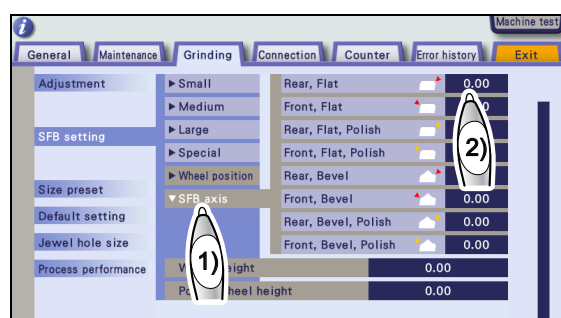 Machine test
General Maintenance Grinding Connection Counter Error history Exit
Adjustment ▶Small Rear, Flat 0.00
▶Medium Front, Flat
SFB setting ▶Large Rear, Flat, Polish
▶Special Front, Flat, Polish 2)
Size preset ▶Wheel position Rear, Bevel
▼SFB axis Front, Bevel 0.00
Default setting Rear, Bevel, Polish 0.00
Jewel hole size 1) Front, Bevel, Polish 0.00
Process performance height 0.00
heel height 0.00